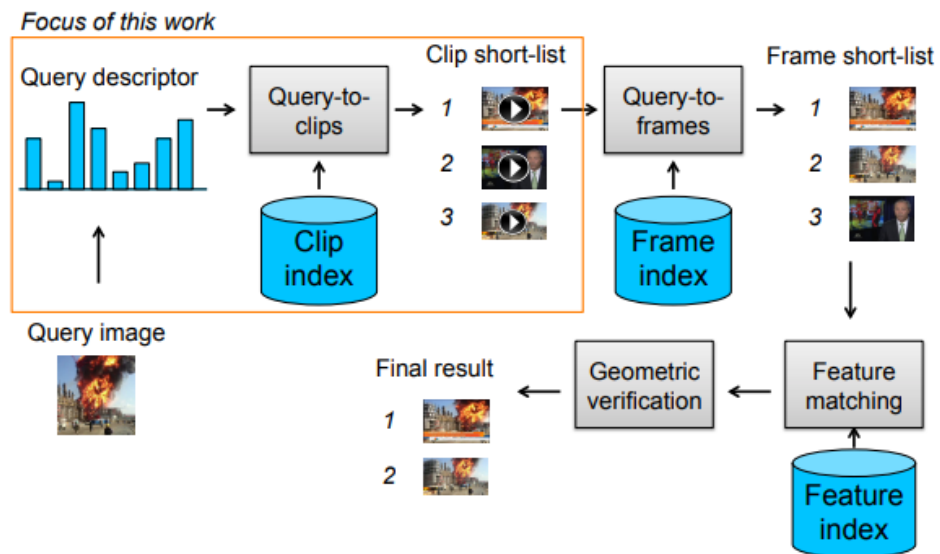 Focus of this work
Query descriptor
Query-to-
clips
Clip
index
Clip short-list
1
2
3
Query-to-
frames
Frame
index
Frame short-list
1
2
3
Query image
Final result
1
2
Geometric
verification
Feature
matching
Feature
index